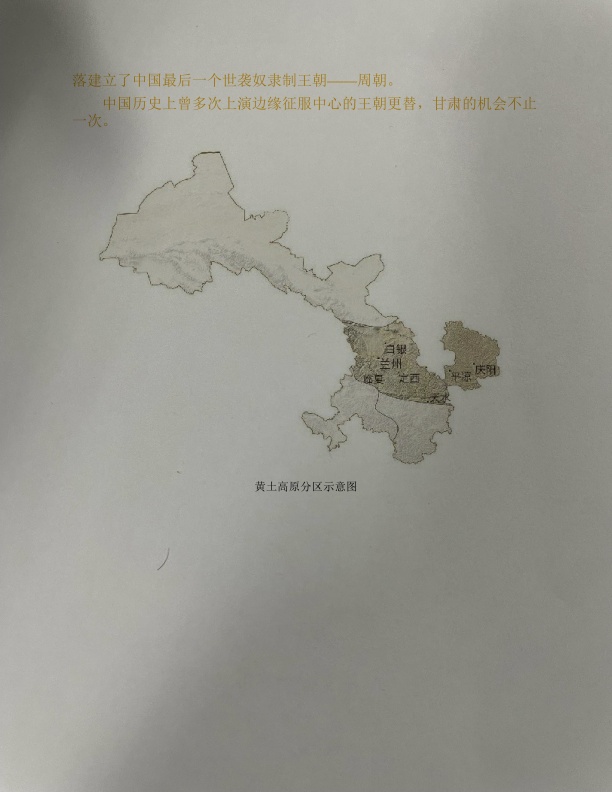 落建立了中国最后一个世袭奴隶制王朝——周朝。
中国历史上曾多次上演边缘征服中心的王朝更替，甘肃的机会不止
一次。
白银
兰州
临夏 定西
平凉
庆阳
天水
黄土高原分区示意图